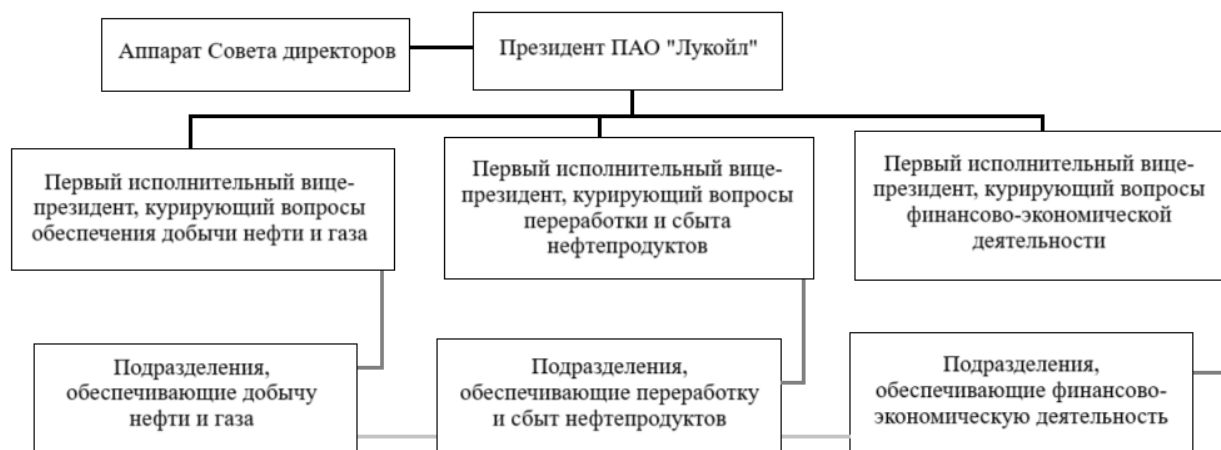 Аппарат Совета директоров
Президент ПАО "Лукойл"
Первый исполнительный вице-
президент, курирующий вопросы
обеспечения добычи нефти и газа
Первый исполнительный вице-
президент, курирующий вопросы
переработки и сбыта
нефтепродуктов
Первый исполнительный вице-
президент, курирующий вопросы
финансово-экономической
деятельности
Подразделения,
обеспечивающие добычу
нефти и газа
Подразделения,
обеспечивающие переработку
и сбыт нефтепродуктов
Подразделения,
обеспечивающие финансово-
экономическую деятельность